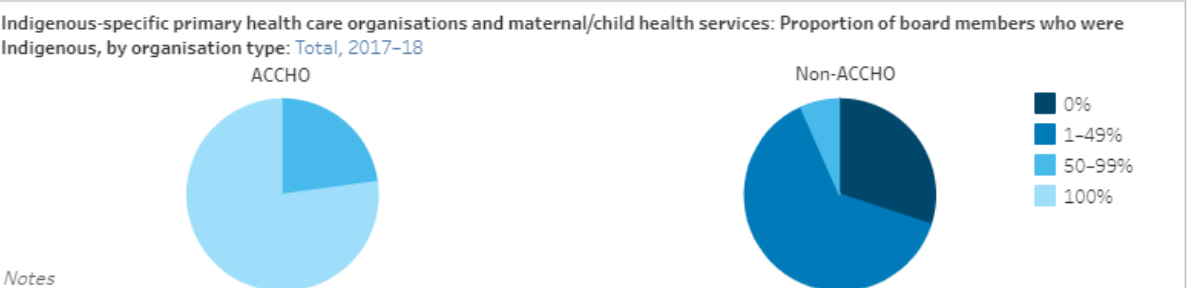 Indigenous-specific primary health care organisations and maternal/child health services: Proportion of board members who were
Indigenous, by organisation type: Total, 2017–18
ACCHO
Non-ACCHO
0%
1–49%
50–99%
100%
Notes